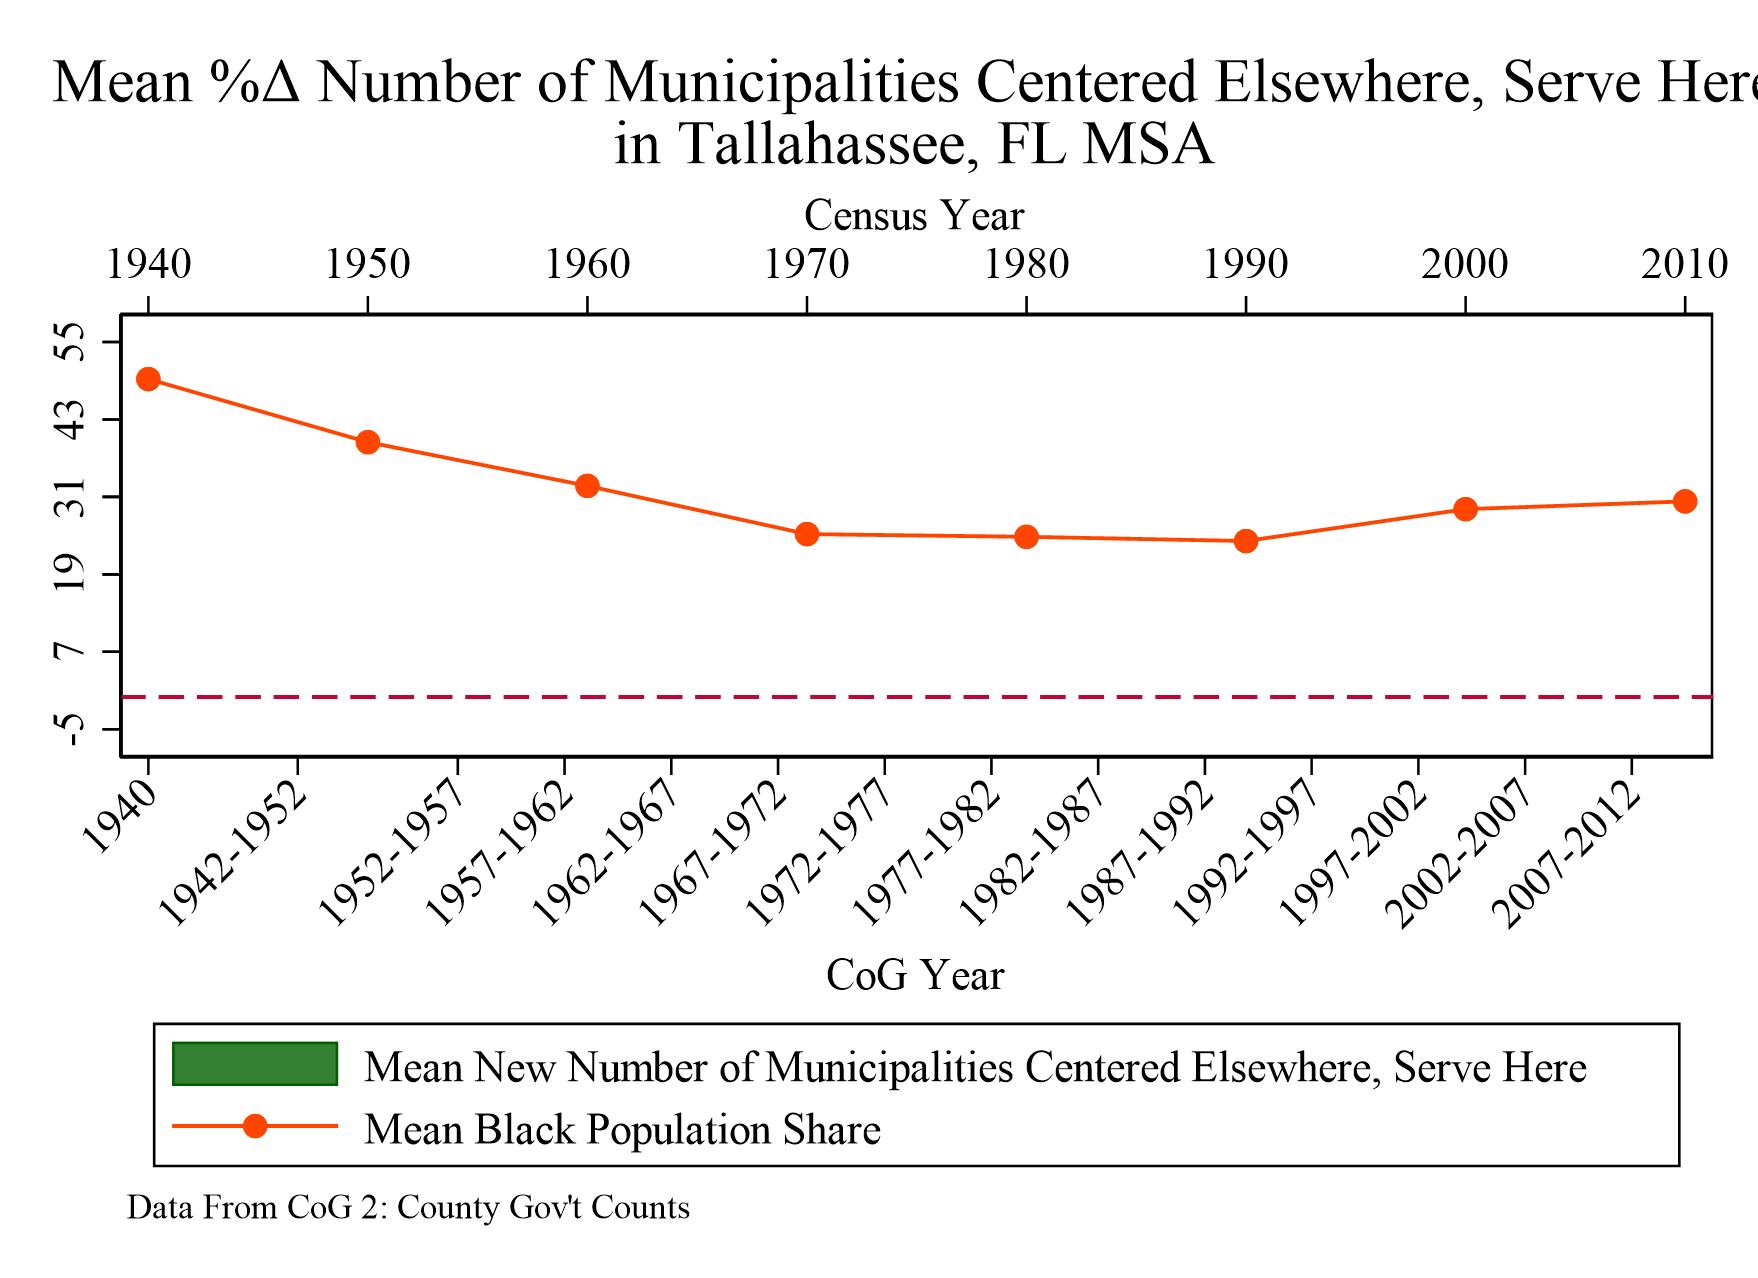 Mean %Δ Number of Municipalities Centered Elsewhere, Serve Here
in Tallahassee, FL MSA
Census Year
1940 1950 1960 1970 1980 1990 2000 2010
55
43
31
19
7
-5
1940 1942-1952 1952-1957 1957-1962 1962-1967 1967-1972 1972-1977 1977-1982 1982-1987 1987-1992 1992-1997 1997-2002 2002-2007 2007-2012
CoG Year
Mean New Number of Municipalities Centered Elsewhere, Serve Here
Mean Black Population Share
Data From CoG 2: County Gov't Counts